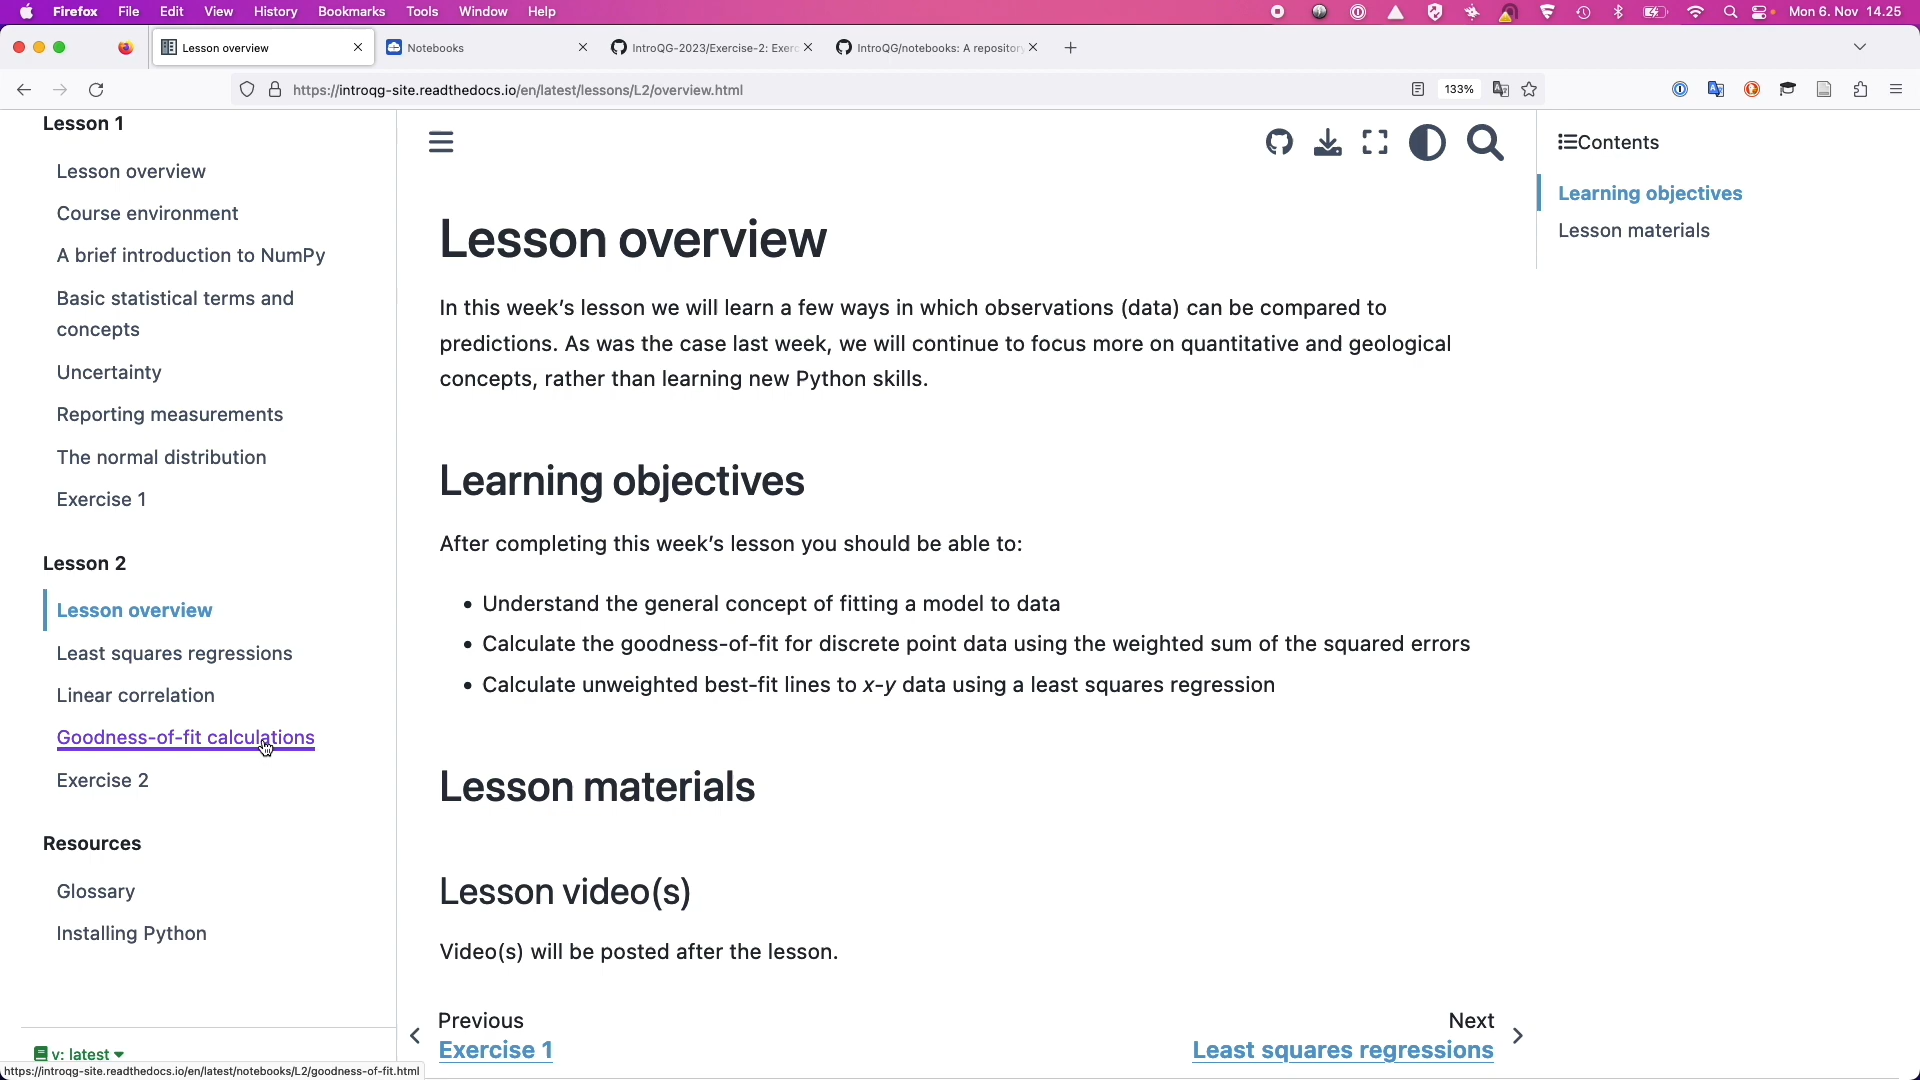 Firefox File Edit View History Bookmarks Tools Window Help Mon 6. Nov 14.25
Lesson overview
Notebooks
IntroQG-2023/Exercise-2: Exerc
IntroQG/notebooks: A repository
https://introqg-site.readthedocs.io/en/latest/lessons/L2/overview.html
133%
Lesson 1
Lesson overview
Course environment
A brief introduction to NumPy
Basic statistical terms and
concepts
Uncertainty
Reporting measurements
The normal distribution
Exercise 1
Lesson 2
Lesson overview
Least squares regressions
Linear correlation
Goodness-of-fit calculations
Exercise 2
Resources
Glossary
Installing Python
v: latest
https://introqg-site.readthedocs.io/en/latest/notebooks/L2/goodness-of-fit.html
Lesson overview
In this week's lesson we will learn a few ways in which observations (data) can be compared to
predictions. As was the case last week, we will continue to focus more on quantitative and geological
concepts, rather than learning new Python skills.
Learning objectives
After completing this week's lesson you should be able to:
• Understand the general concept of fitting a model to data
• Calculate the goodness-of-fit for discrete point data using the weighted sum of the squared errors
• Calculate unweighted best-fit lines to x-y data using a least squares regression
Lesson materials
Lesson video(s)
Video(s) will be posted after the lesson.
Previous
Exercise 1
Next
Least squares regressions
Contents
Learning objectives
Lesson materials